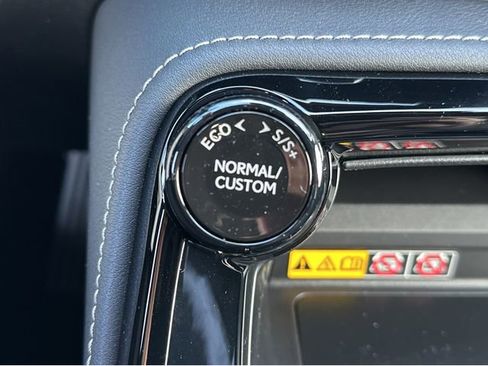 ECO < > S/S+
NORMAL/
CUSTOM